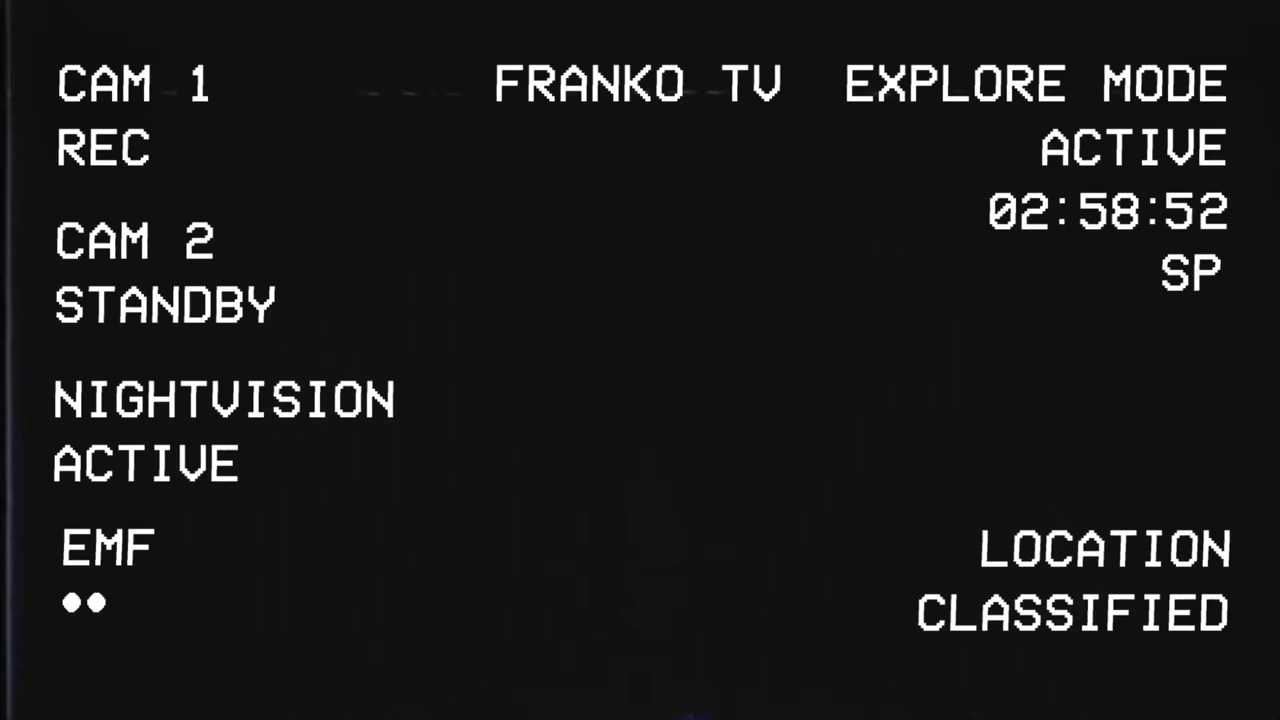 CAM 1 FRANKO TV EXPLORE MODE
REC ACTIVE
02:58:52
CAM 2 SP
STANDBY
NIGHTVISION
ACTIVE
EMF LOCATION
●● CLASSIFIED